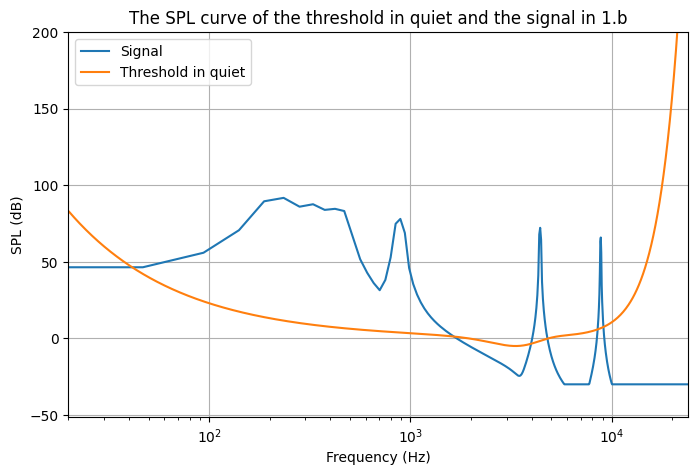 The SPL curve of the threshold in quiet and the signal in 1.b
Signal
Threshold in quiet
SPL (dB)
200
150
100
50
0
−50
10²
10³
10⁴
Frequency (Hz)